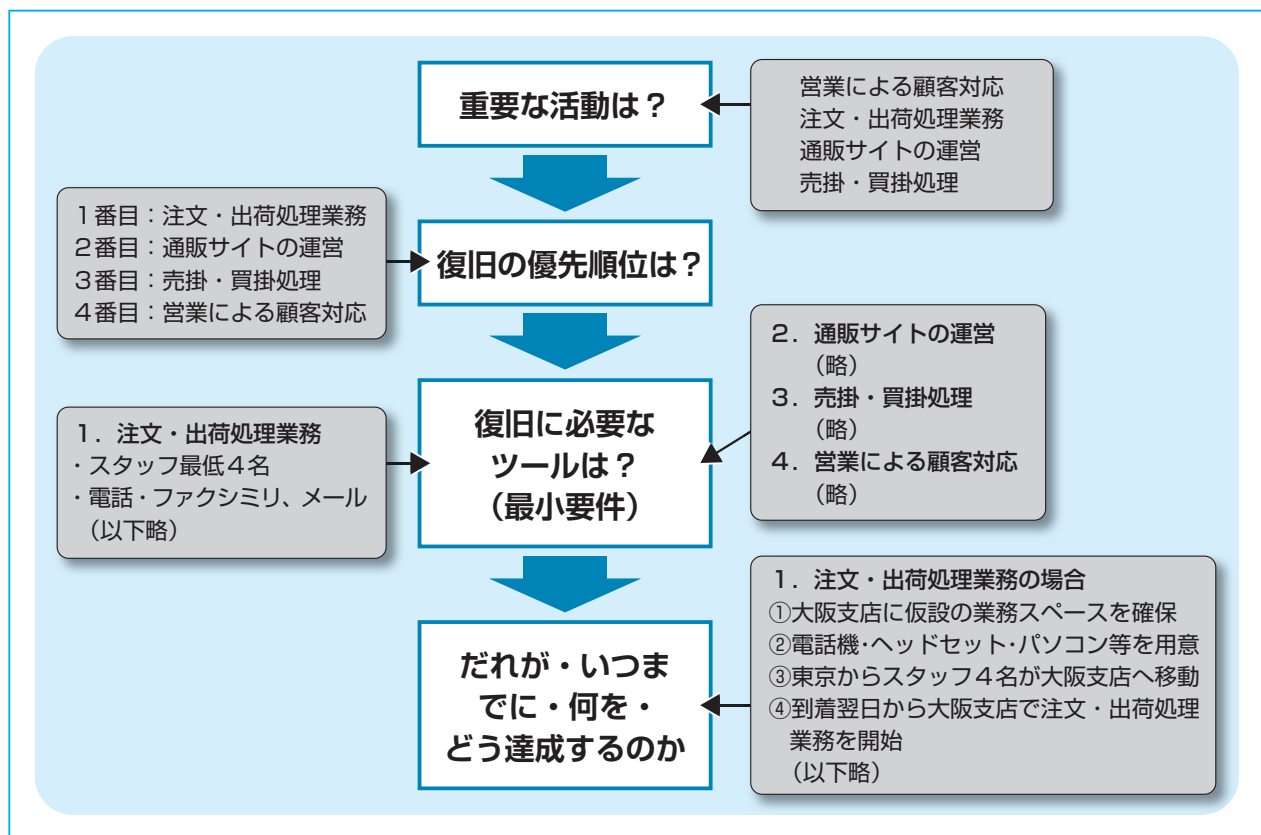 重要な活動は？
営業による顧客対応
注文・出荷処理業務
通販サイトの運営
売掛・買掛処理
１番目：注文・出荷処理業務
２番目：通販サイトの運営
３番目：売掛・買掛処理
４番目：営業による顧客対応
復旧の優先順位は？
１．注文・出荷処理業務
・スタッフ最低４名
・電話・ファクシミリ、メール
（以下略）
復旧に必要な
ツールは？
（最小要件）
２．通販サイトの運営
（略）
３．売掛・買掛処理
（略）
４．営業による顧客対応
（略）
だれが・いつま
でに・何を・
どう達成するのか
１．注文・出荷処理業務の場合
①大阪支店に仮設の業務スペースを確保
②電話機･ヘッドセット･パソコン等を用意
③東京からスタッフ４名が大阪支店へ移動
④到着翌日から大阪支店で注文・出荷処理
業務を開始
（以下略）